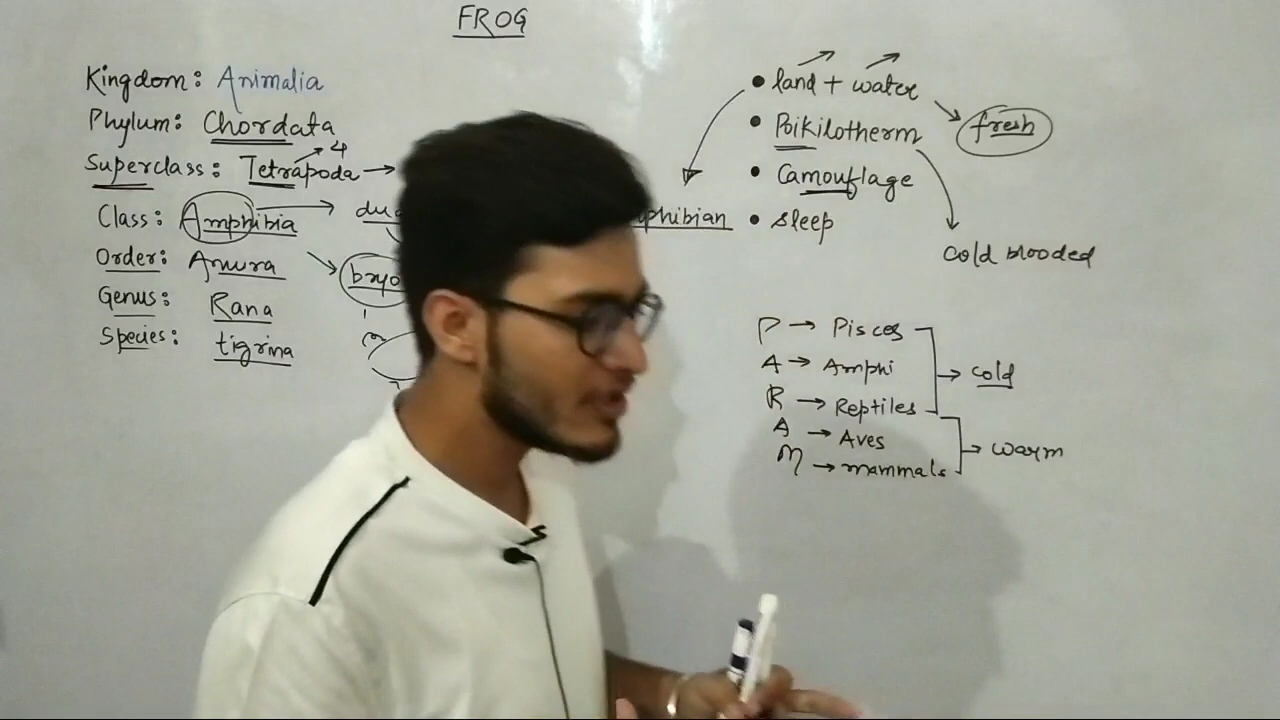 FROG
Kingdom: Animalia
Phylum: Chordata
Superclass: Tetrapoda → 4 →
Class: Amphibia →
Order: Anura →
Genus: Rana
Species: tigrina
• land + water → fresh
• Poikilotherm
• Camouflage
• sleep
cold blooded
P → Pisces
A → Amphi
R → Reptiles
→ cold
A → Aves
M → mammals
→ warm